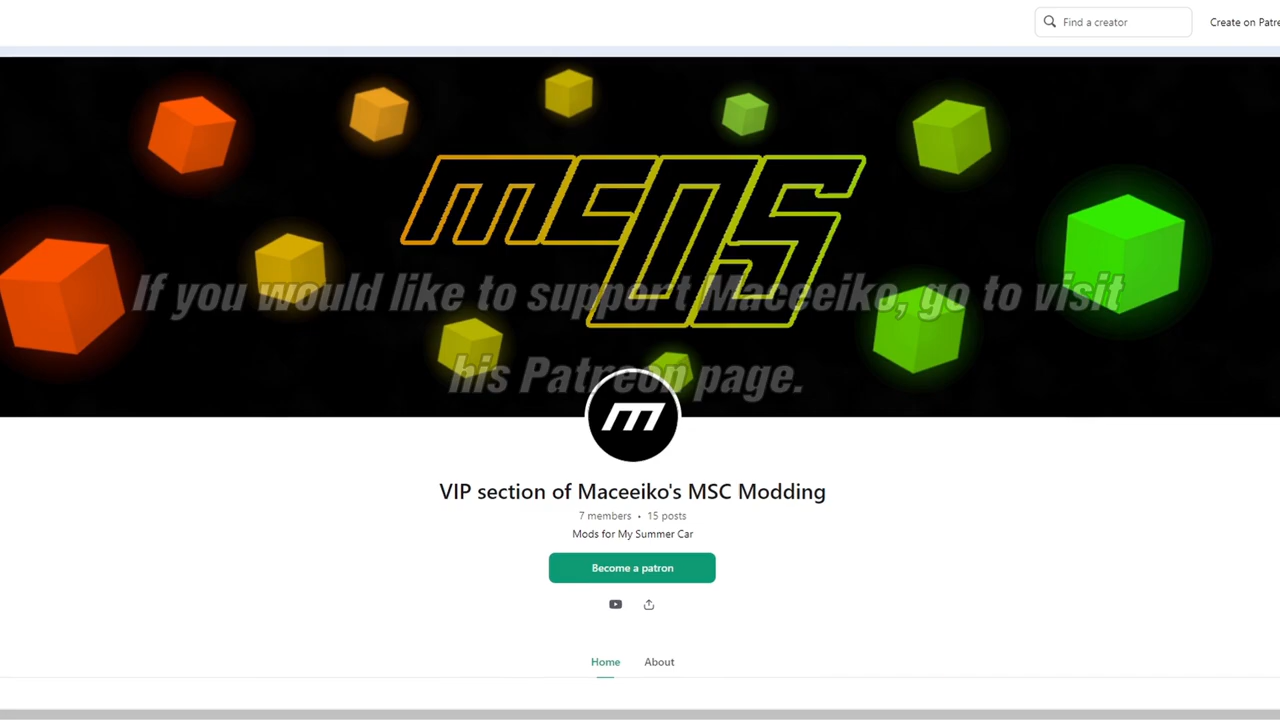 Find a creator
Create on Patre
mcos
If you would like to support Maceeiko, go to visit
his Patreon page.
m
VIP section of Maceeiko's MSC Modding
7 members • 15 posts
Mods for My Summer Car
Become a patron
Home About